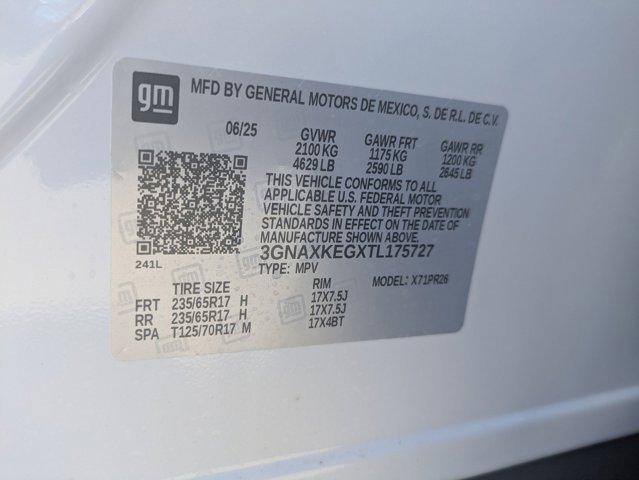 gm
MFD BY GENERAL MOTORS DE MEXICO, S. DE R.L. DE C.V.
06/25 GVWR GAWR FRT GAWR RR
2100 KG 1175 KG 1200 KG
4629 LB 2590 LB 2645 LB
THIS VEHICLE CONFORMS TO ALL
APPLICABLE U.S. FEDERAL MOTOR
VEHICLE SAFETY AND THEFT PREVENTION
STANDARDS IN EFFECT ON THE DATE OF
MANUFACTURE SHOWN ABOVE.
3GNAXKEGXTL175727
241L
TYPE: MPV MODEL: X71PR26
TIRE SIZE RIM
FRT 235/65R17 H 17X7.5J
RR 235/65R17 H 17X7.5J
SPA T125/70R17 M 17X4BT